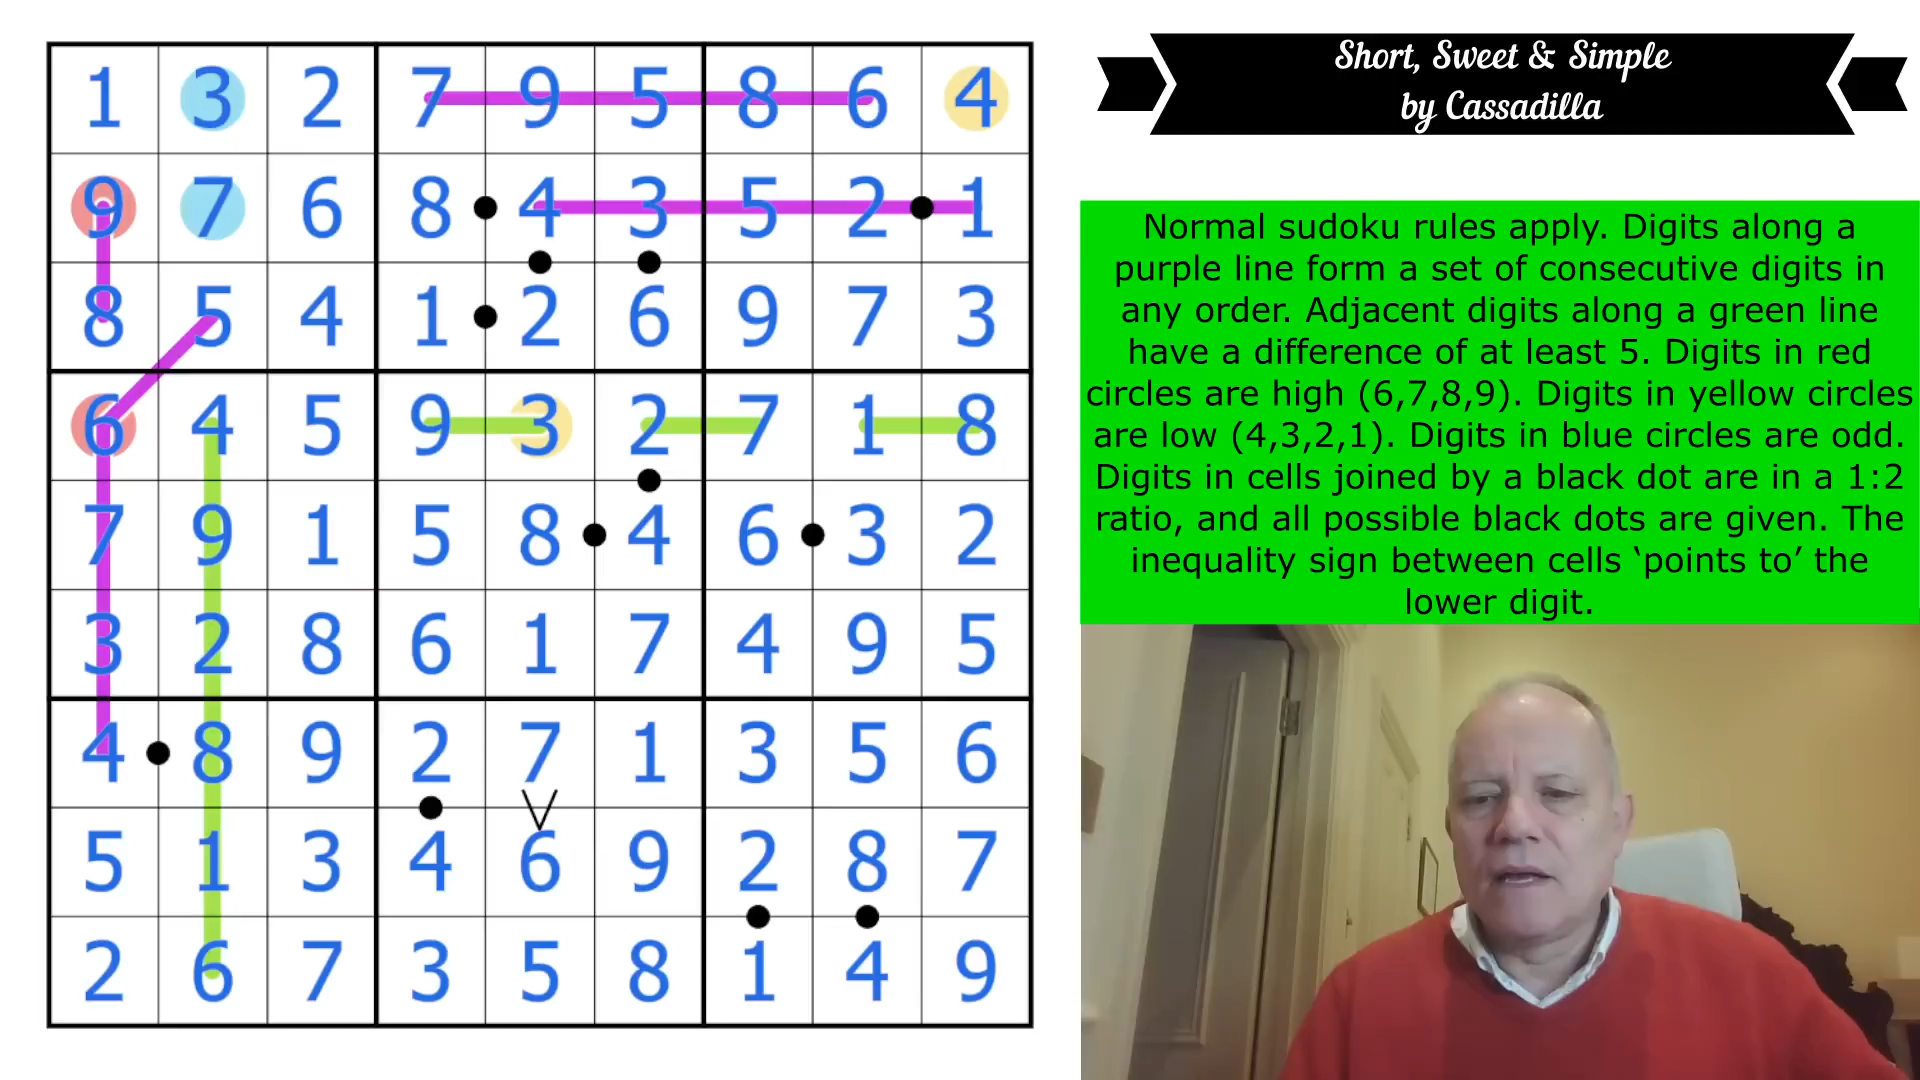 Short, Sweet & Simple
by Cassadilla
Normal sudoku rules apply. Digits along a
purple line form a set of consecutive digits in
any order. Adjacent digits along a green line
have a difference of at least 5. Digits in red
circles are high (6,7,8,9). Digits in yellow circles
are low (4,3,2,1). Digits in blue circles are odd.
Digits in cells joined by a black dot are in a 1:2
ratio, and all possible black dots are given. The
inequality sign between cells ‘points to’ the
lower digit.
1 3 2 7 9 5 8 6 4
9 7 6 8 4 3 5 2 1
8 5 4 1 2 6 9 7 3
6 4 5 9 3 2 7 1 8
7 9 1 5 8 4 6 3 2
3 2 8 6 1 7 4 9 5
4 8 9 2 7 1 3 5 6
5 1 3 4 6 9 2 8 7
2 6 7 3 5 8 1 4 9